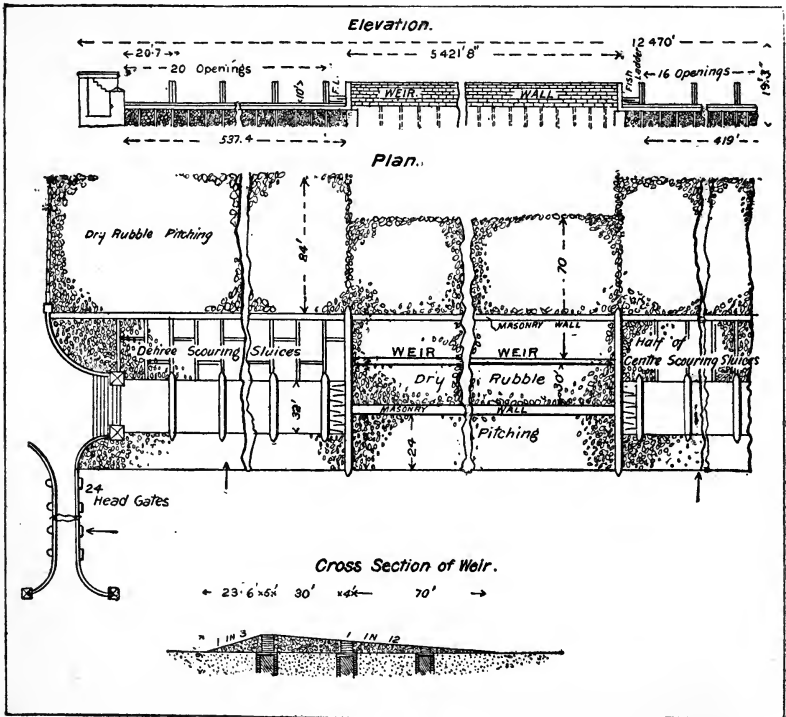 Elevation.
12 470'
20·7
5 421' 8"
20 Openings
Fish Ladder
16 Openings
×10'×
F.L.
19.3"
WEIR. WALL
537.4
419'
Plan.
Dry Rubble Pitching
84'
70
MASONRY WALL
Dehree Scouring Sluices
WEIR WEIR
Half of
Centre Scouring Sluices
Dry Rubble
30'
32'
MASONRY WALL
Pitching
24
24
Head Gates
Cross Section of Weir.
23·6' ×5' 30' ×4' 70'
1 IN 3
1 IN 12